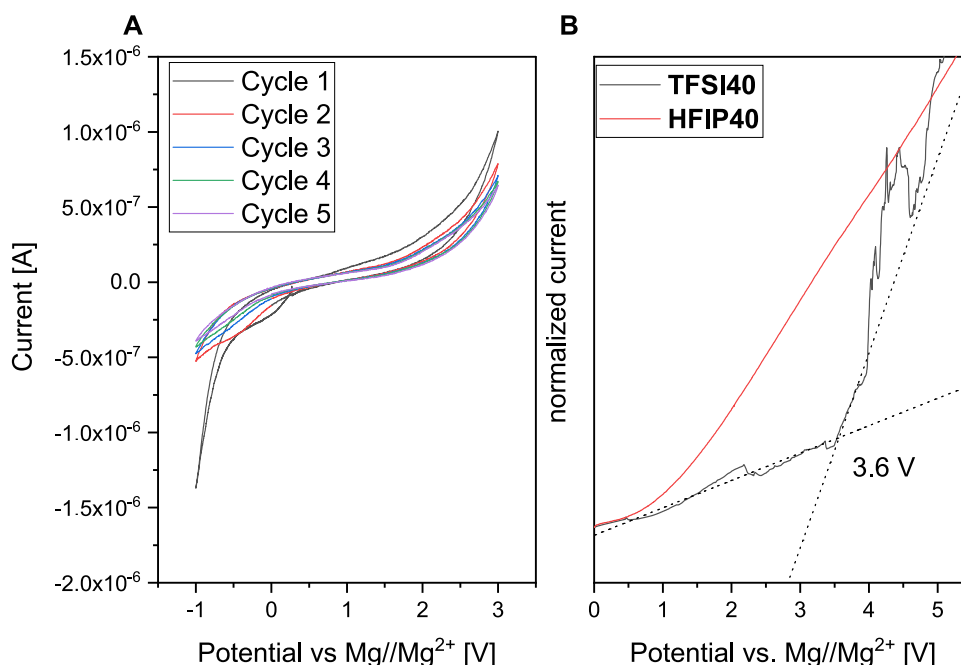 A
B
1.5x10⁻⁶
1.0x10⁻⁶
5.0x10⁻⁷
0.0
-5.0x10⁻⁷
-1.0x10⁻⁶
-1.5x10⁻⁶
-2.0x10⁻⁶
Current [A]
Cycle 1
Cycle 2
Cycle 3
Cycle 4
Cycle 5
-1 0 1 2 3
Potential vs Mg//Mg²⁺ [V]
normalized current
TFSI40
HFIP40
3.6 V
0 1 2 3 4 5
Potential vs. Mg//Mg²⁺ [V]